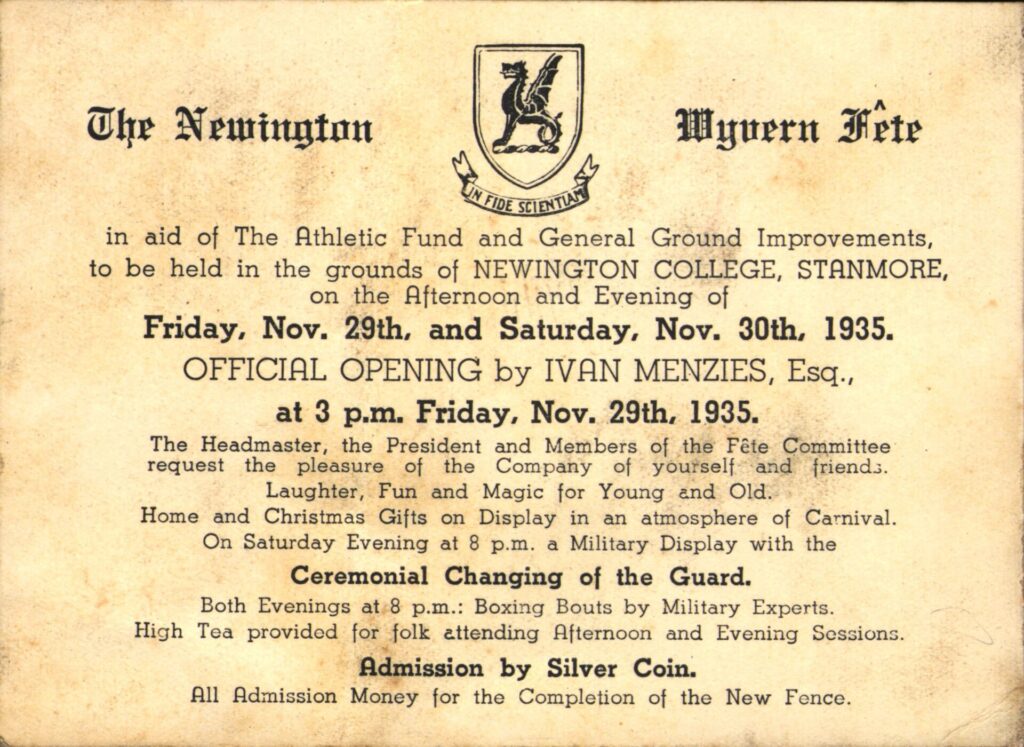 The Newington Wyvern Fête
IN FIDE SCIENTIAM
in aid of The Athletic Fund and General Ground Improvements,
to be held in the grounds of NEWINGTON COLLEGE, STANMORE,
on the Afternoon and Evening of
Friday, Nov. 29th, and Saturday, Nov. 30th, 1935.
OFFICIAL OPENING by IVAN MENZIES, Esq.,
at 3 p.m. Friday, Nov. 29th, 1935.
The Headmaster, the President and Members of the Fête Committee
request the pleasure of the Company of yourself and friends.
Laughter, Fun and Magic for Young and Old.
Home and Christmas Gifts on Display in an atmosphere of Carnival.
On Saturday Evening at 8 p.m. a Military Display with the
Ceremonial Changing of the Guard.
Both Evenings at 8 p.m.: Boxing Bouts by Military Experts.
High Tea provided for folk attending Afternoon and Evening Sessions.
Admission by Silver Coin.
All Admission Money for the Completion of the New Fence.